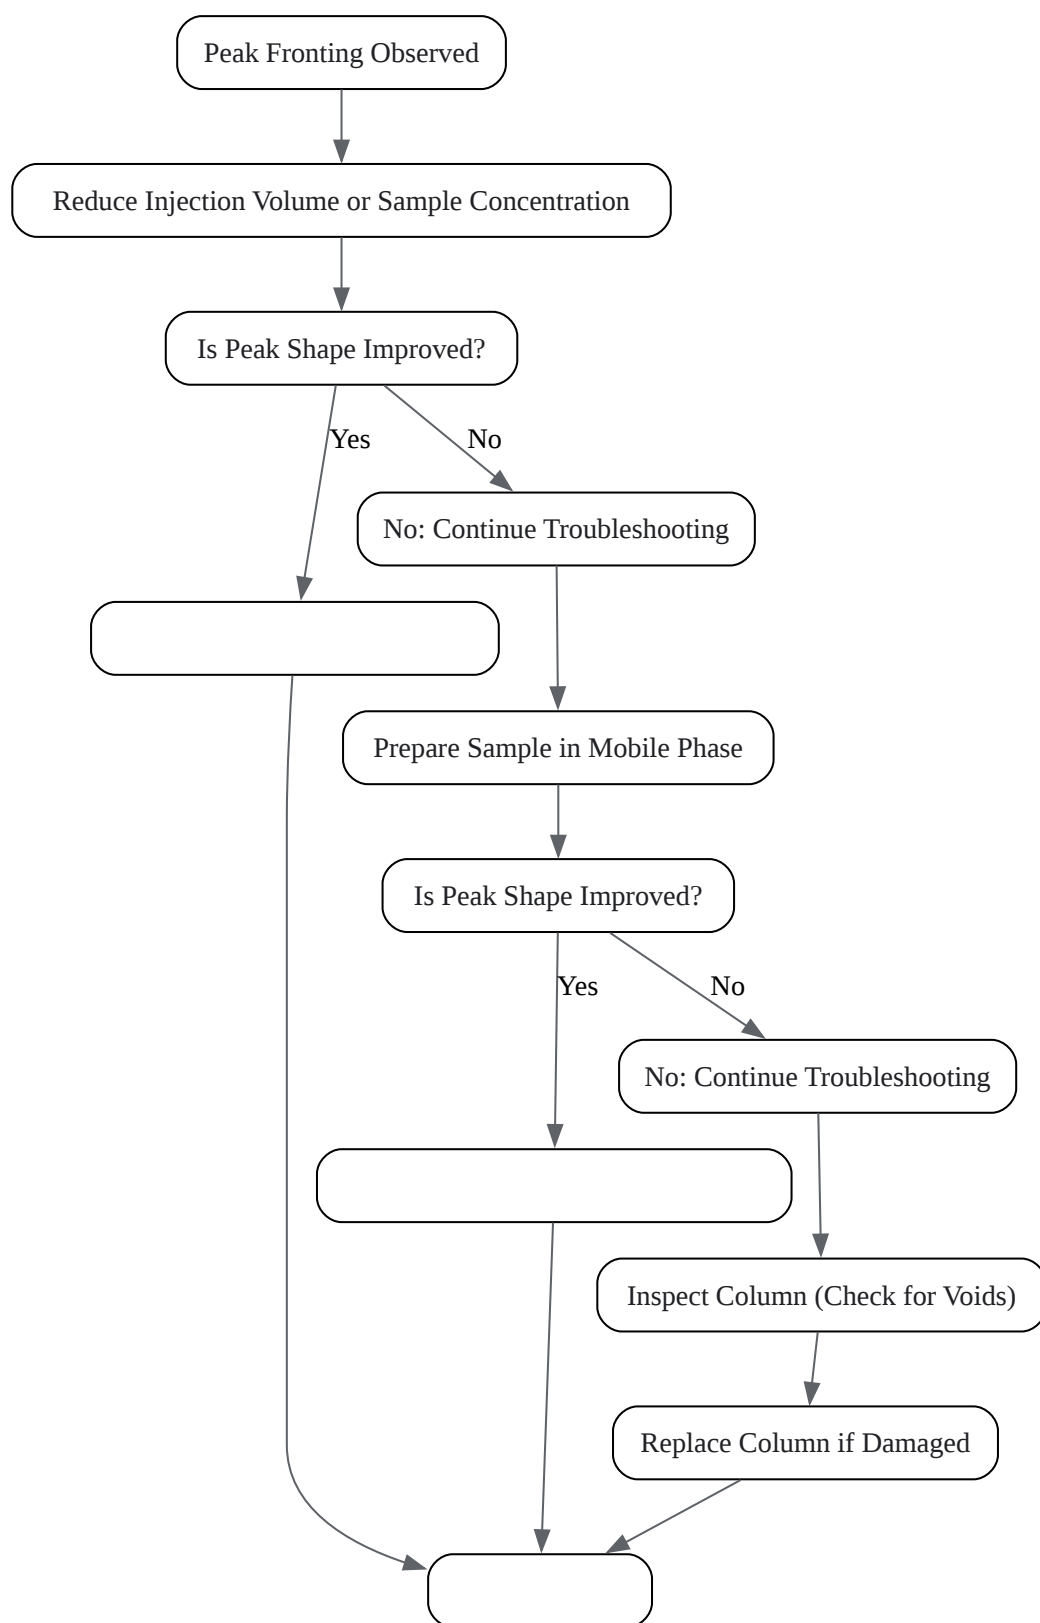 Peak Fronting Observed
Reduce Injection Volume or Sample Concentration
Is Peak Shape Improved?
Yes
No
No: Continue Troubleshooting
Prepare Sample in Mobile Phase
Is Peak Shape Improved?
Yes
No
No: Continue Troubleshooting
Inspect Column (Check for Voids)
Replace Column if Damaged